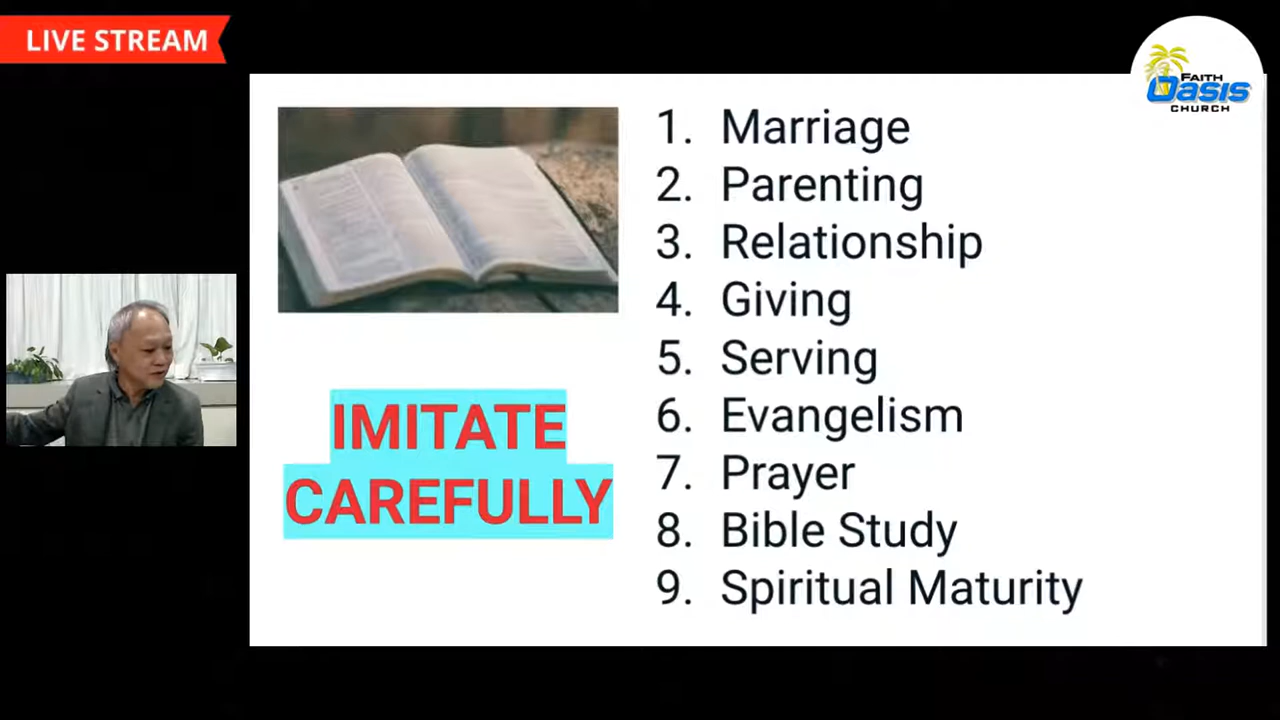 LIVE STREAM
FAITH
Oasis
CHURCH
IMITATE
CAREFULLY
1. Marriage
2. Parenting
3. Relationship
4. Giving
5. Serving
6. Evangelism
7. Prayer
8. Bible Study
9. Spiritual Maturity